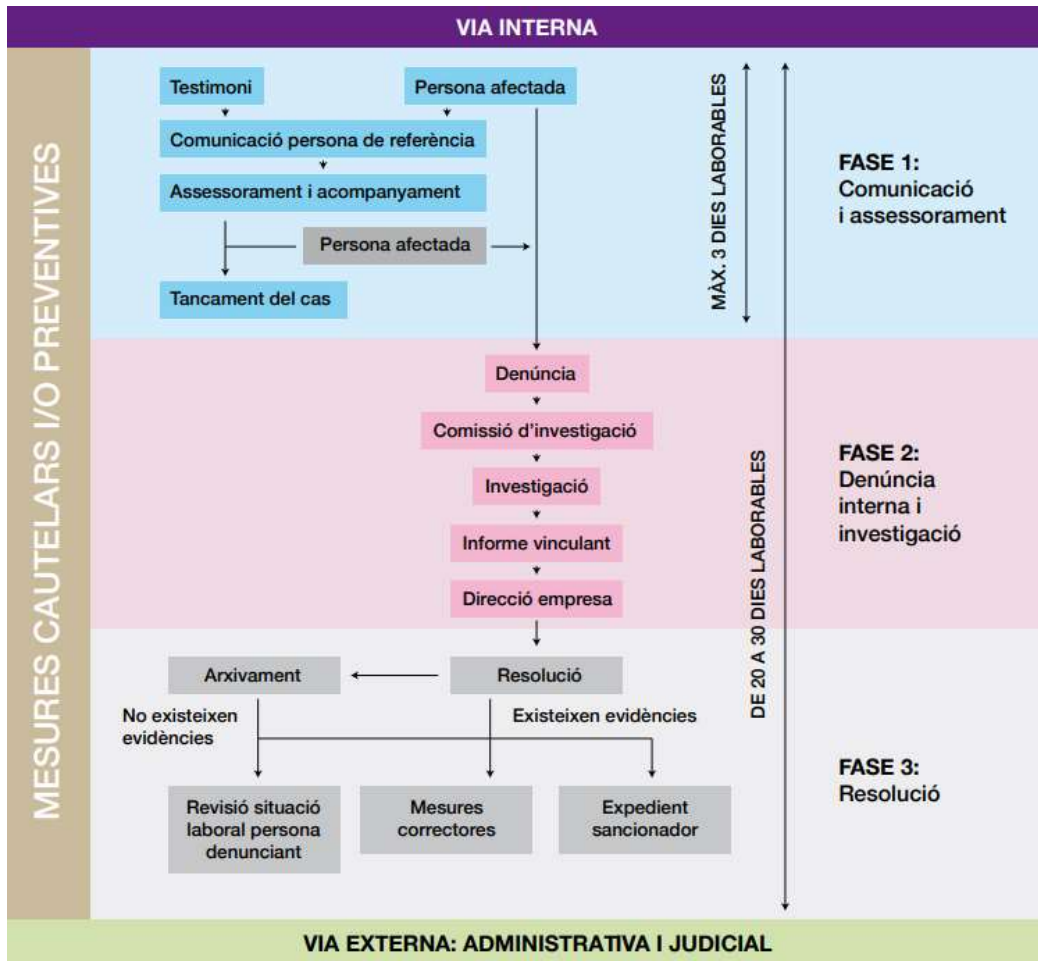 VIA INTERNA
MESURES CAUTELARS I/O PREVENTIVES
Testimoni
Persona afectada
Comunicació persona de referència
Assessorament i acompanyament
Persona afectada
Tancament del cas
MÀX. 3 DIES LABORABLES
FASE 1:
Comunicació
i assessorament
Denúncia
Comissió d'investigació
Investigació
Informe vinculant
Direcció empresa
DE 20 A 30 DIES LABORABLES
FASE 2:
Denúncia
interna i
investigació
Arxivament
Resolució
No existeixen
evidències
Existeixen evidències
Revisió situació
laboral persona
denunciant
Mesures
correctores
Expedient
sancionador
FASE 3:
Resolució
VIA EXTERNA: ADMINISTRATIVA I JUDICIAL